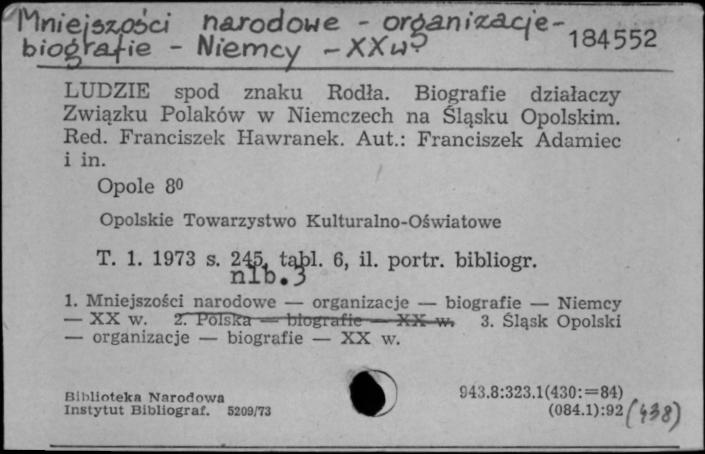 Mniejszości narodowe - organizacje -
biografie - Niemcy - XX w.
184552
LUDZIE spod znaku Rodła. Biografie działaczy
Związku Polaków w Niemczech na Śląsku Opolskim.
Red. Franciszek Hawranek. Aut.: Franciszek Adamiec
i in.
Opole 8⁰
Opolskie Towarzystwo Kulturalno-Oświatowe
T. 1. 1973 s. 245, tabl. 6, il. portr. bibliogr.
nlb.3
1. Mniejszości narodowe — organizacje — biografie — Niemcy
— XX w. 2. Polska — biografie — XX w. 3. Śląsk Opolski
— organizacje — biografie — XX w.
Biblioteka Narodowa
Instytut Bibliograf. 5209/73
943.8:323.1(430:=84)
(084.1):92 (438)